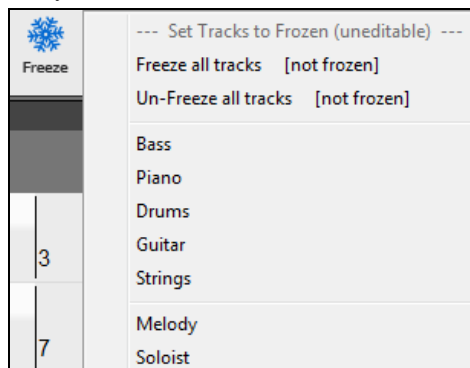 --- Set Tracks to Frozen (uneditable) ---
Freeze
Freeze all tracks [not frozen]
Un-Freeze all tracks [not frozen]
Bass
Piano
Drums
Guitar
3
Strings
Melody
7
Soloist